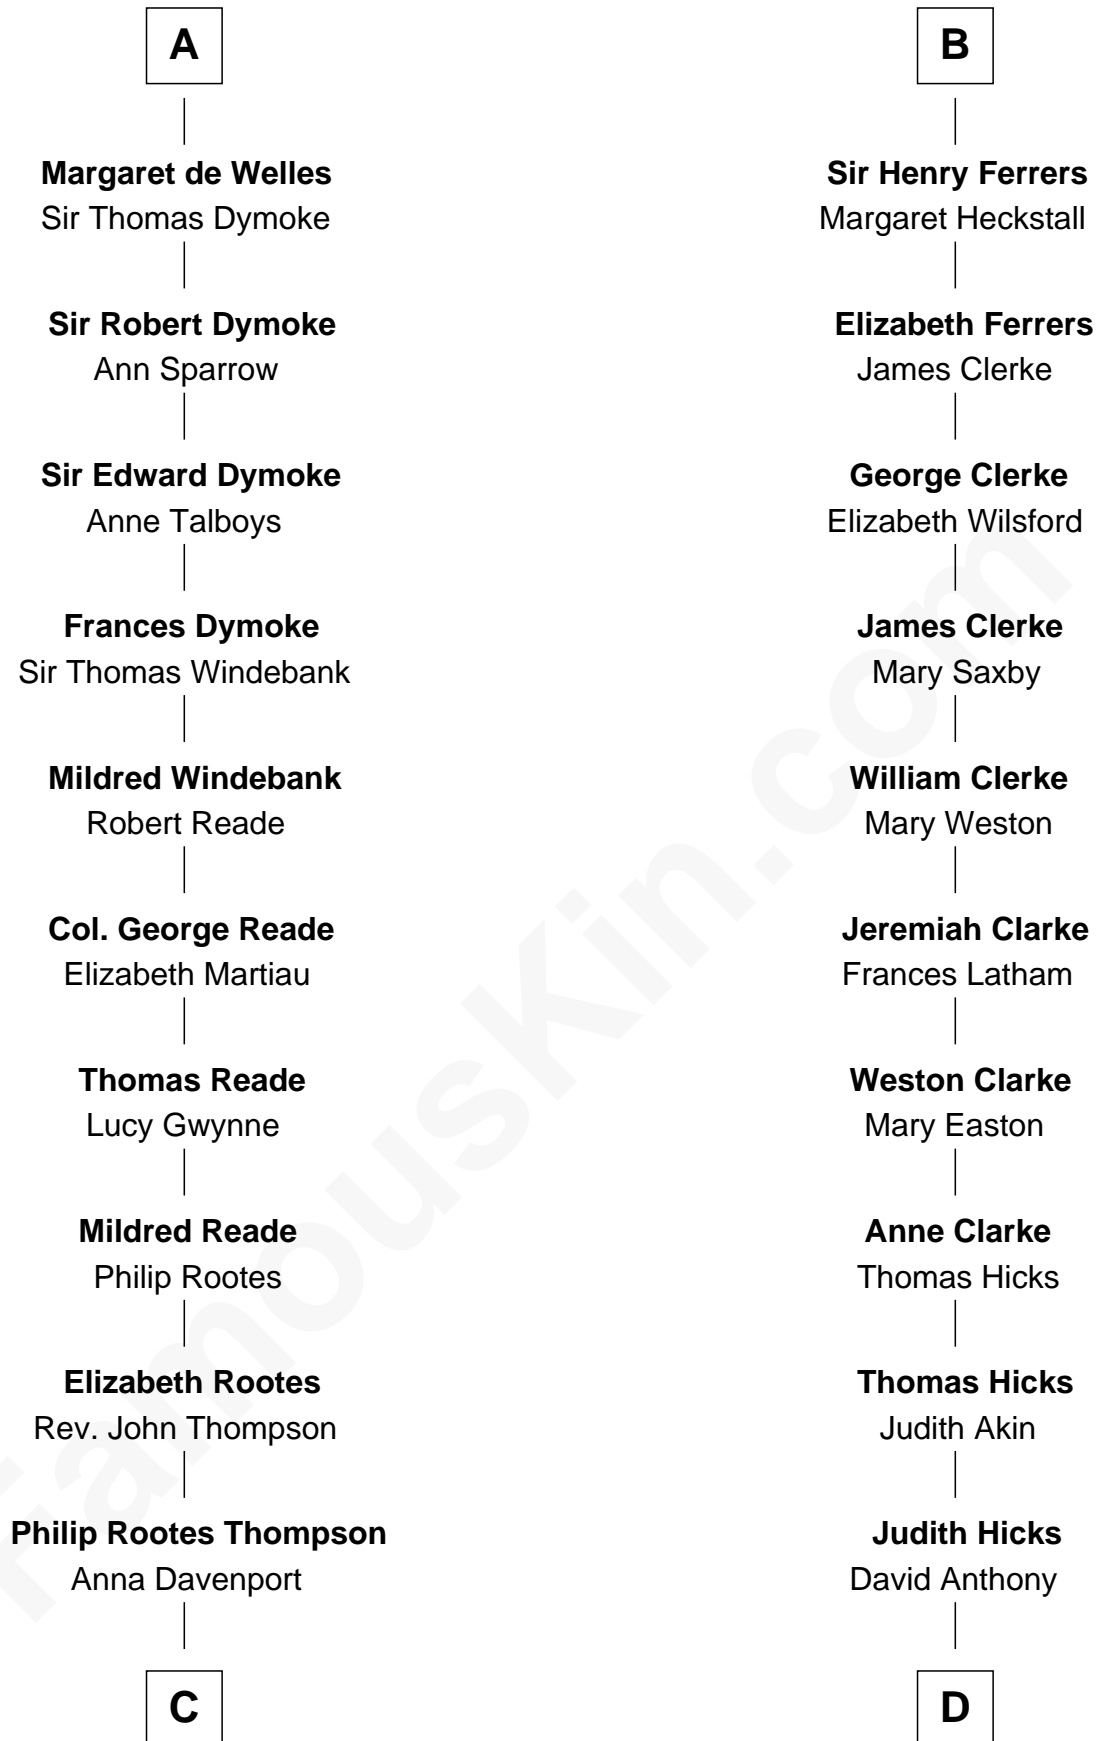 A
Margaret de Welles
Sir Thomas Dymoke
Sir Robert Dymoke
Ann Sparrow
Sir Edward Dymoke
Anne Talboys
Frances Dymoke
Sir Thomas Windebank
Mildred Windebank
Robert Reade
Col. George Reade
Elizabeth Martiau
Thomas Reade
Lucy Gwynne
Mildred Reade
Philip Rootes
Elizabeth Rootes
Rev. John Thompson
Philip Rootes Thompson
Anna Davenport
C
B
Sir Henry Ferrers
Margaret Heckstall
Elizabeth Ferrers
James Clerke
George Clerke
Elizabeth Wilsford
James Clerke
Mary Saxby
William Clerke
Mary Weston
Jeremiah Clarke
Frances Latham
Weston Clarke
Mary Easton
Anne Clarke
Thomas Hicks
Thomas Hicks
Judith Akin
Judith Hicks
David Anthony
D
FamousKin.com